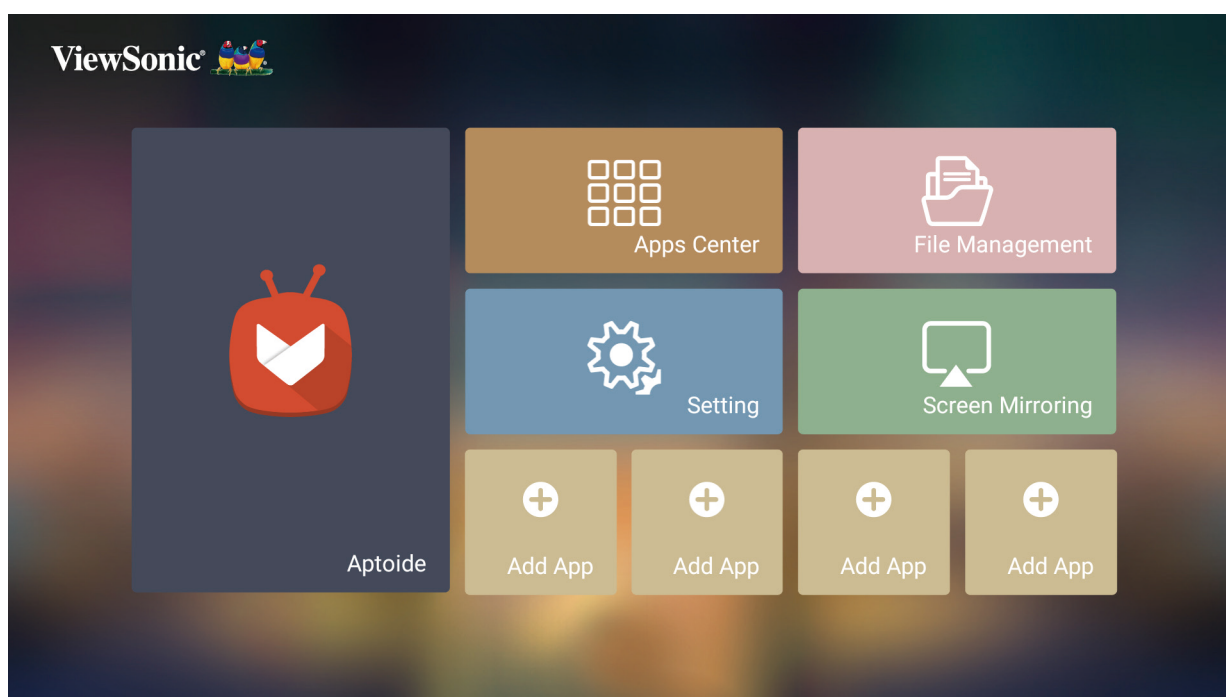 ViewSonic®
Apps Center
File Management
Setting
Screen Mirroring
Aptoide
Add App
Add App
Add App
Add App